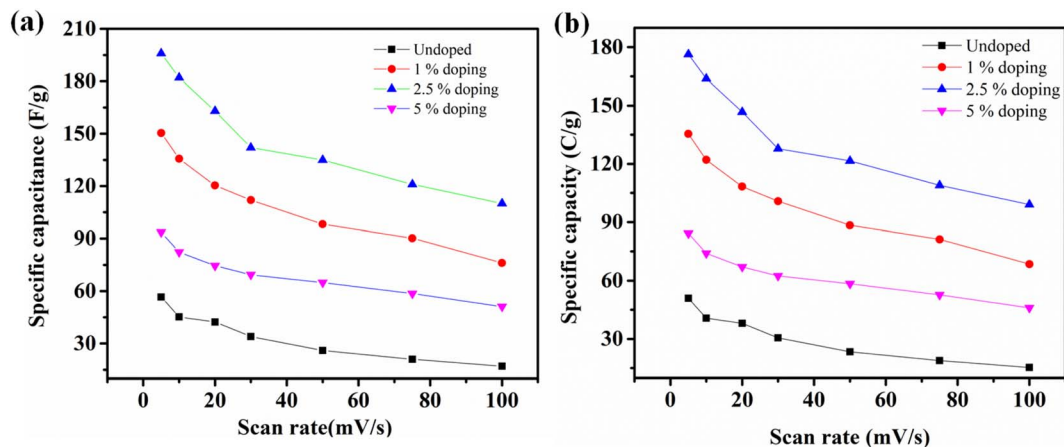 (a)
210
180
150
120
90
60
30
Specific capacitance (F/g)
Undoped
1 % doping
2.5 % doping
5 % doping
0 20 40 60 80 100
Scan rate(mV/s)
(b)
180
150
120
90
60
30
Specific capacity (C/g)
Undoped
1 % doping
2.5 % doping
5 % doping
0 20 40 60 80 100
Scan rate (mV/s)